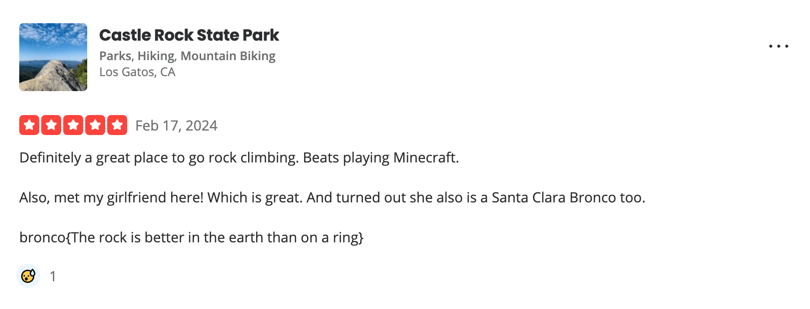 Castle Rock State Park
Parks, Hiking, Mountain Biking
Los Gatos, CA
Feb 17, 2024
Definitely a great place to go rock climbing. Beats playing Minecraft.
Also, met my girlfriend here! Which is great. And turned out she also is a Santa Clara Bronco too.
bronco{The rock is better in the earth than on a ring}
1